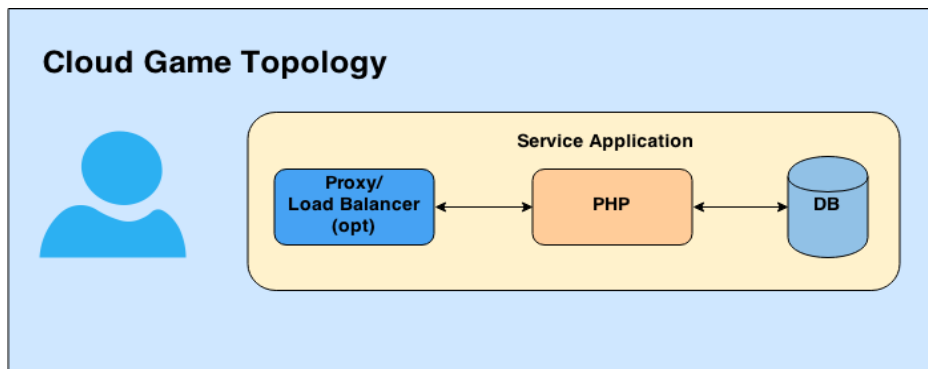 Cloud Game Topology
Service Application
Proxy/
Load Balancer
(opt)
PHP
DB